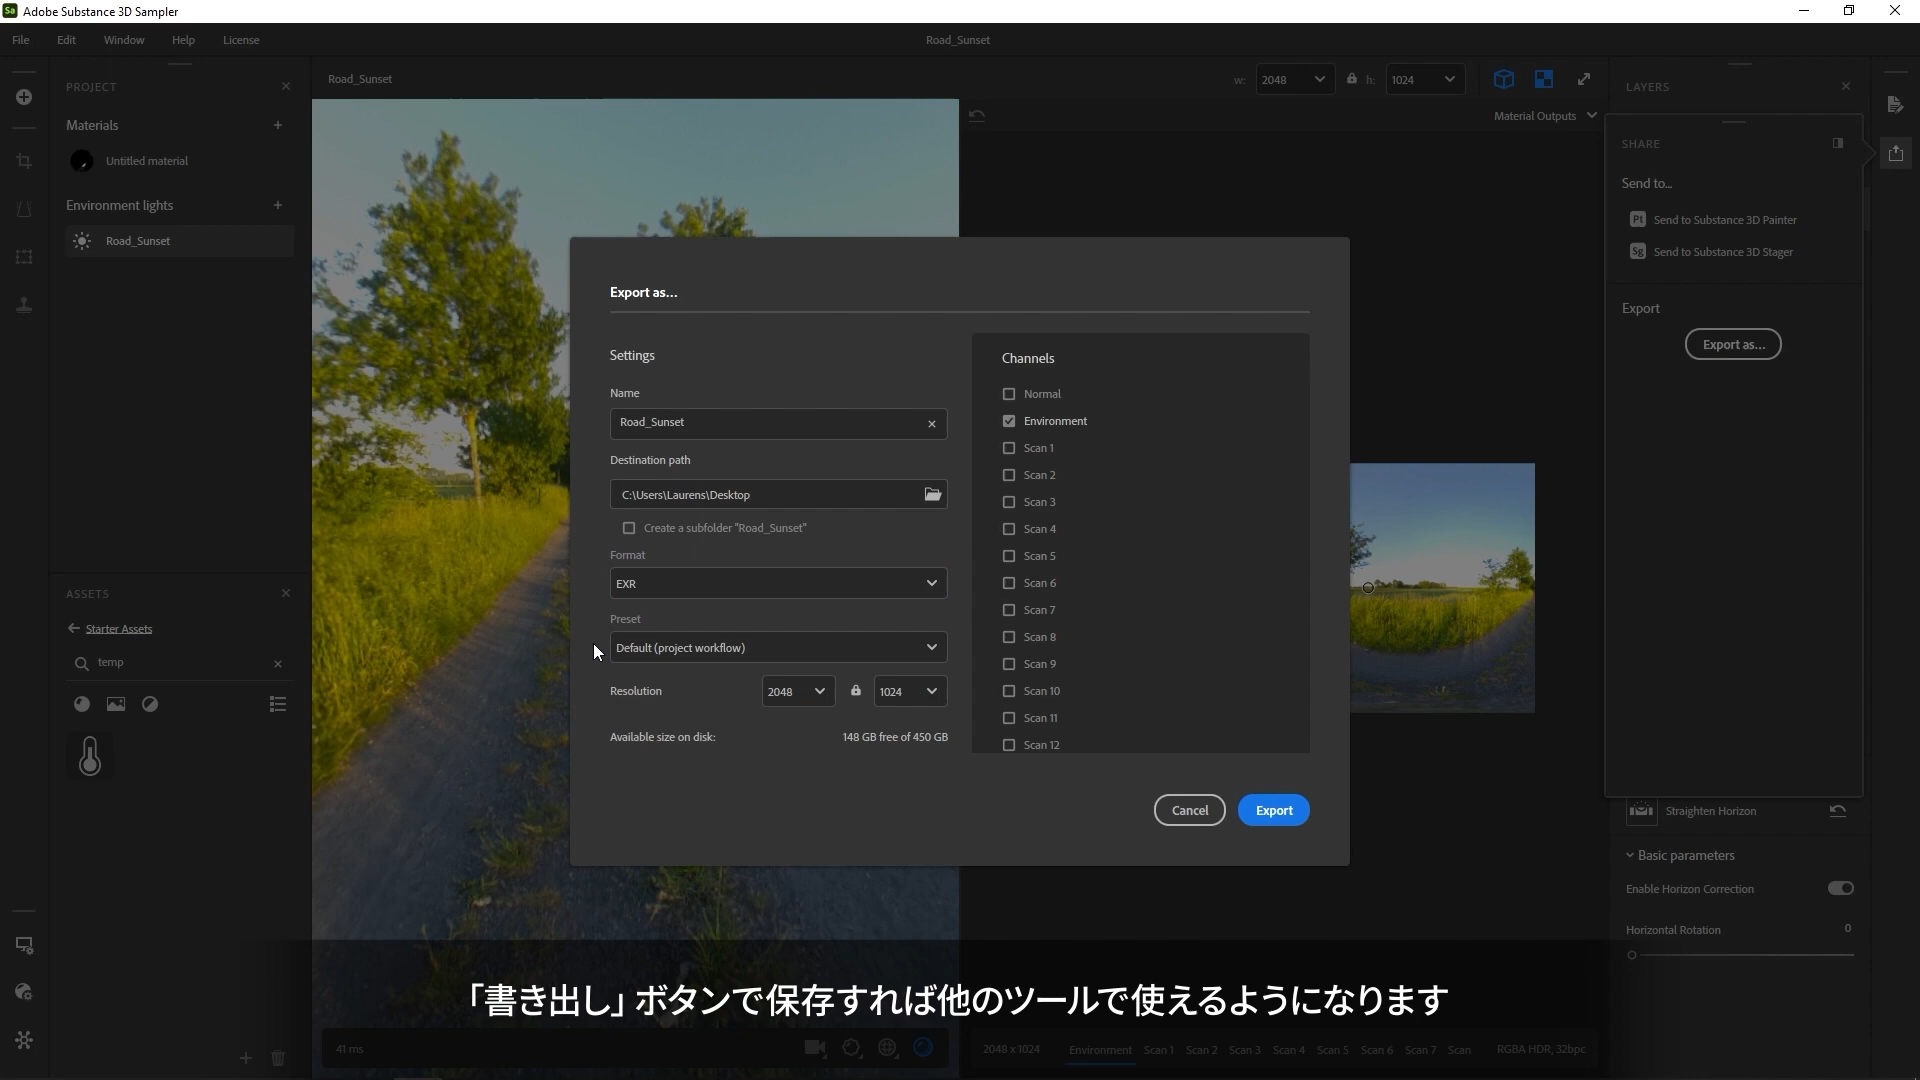 Sa Adobe Substance 3D Sampler
File Edit Window Help License Road_Sunset
PROJECT
Materials
Untitled material
Environment lights
Road_Sunset
ASSETS
Starter Assets
temp
Road_Sunset
w: 2048 h: 1024
Material Outputs
Export as...
Settings
Name
Road_Sunset
Destination path
C:\Users\Laurens\Desktop
Create a subfolder "Road_Sunset"
Format
EXR
Preset
Default (project workflow)
Resolution 2048 1024
Available size on disk: 148 GB free of 450 GB
Channels
Normal
Environment
Scan 1
Scan 2
Scan 3
Scan 4
Scan 5
Scan 6
Scan 7
Scan 8
Scan 9
Scan 10
Scan 11
Scan 12
Cancel Export
LAYERS
SHARE
Send to...
Pt Send to Substance 3D Painter
Sg Send to Substance 3D Stager
Export
Export as...
Straighten Horizon
Basic parameters
Enable Horizon Correction
Horizontal Rotation 0
「書き出し」ボタンで保存すれば他のツールで使えるようになります
41 ms
2048 x 1024 Environment Scan 1 Scan 2 Scan 3 Scan 4 Scan 5 Scan 6 Scan 7 Scan RGBA HDR, 32bpc